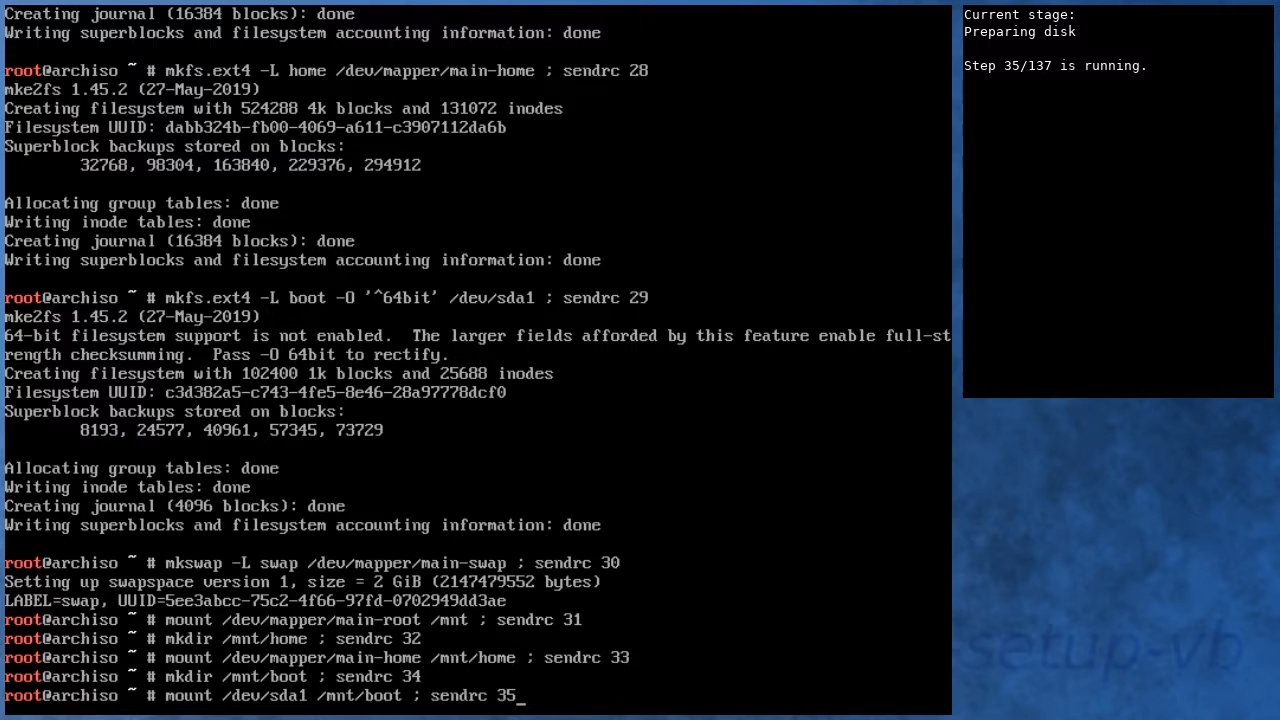 Creating journal (16384 blocks): done
Writing superblocks and filesystem accounting information: done
root@archiso ~ # mkfs.ext4 -L home /dev/mapper/main-home ; sendrc 28
mke2fs 1.45.2 (27-May-2019)
Creating filesystem with 524288 4k blocks and 131072 inodes
Filesystem UUID: dabb324b-fb00-4069-a611-c3907112da6b
Superblock backups stored on blocks:
        32768, 98304, 163840, 229376, 294912
Allocating group tables: done
Writing inode tables: done
Creating journal (16384 blocks): done
Writing superblocks and filesystem accounting information: done
root@archiso ~ # mkfs.ext4 -L boot -O '^64bit' /dev/sda1 ; sendrc 29
mke2fs 1.45.2 (27-May-2019)
64-bit filesystem support is not enabled.  The larger fields afforded by this feature enable full-st
rength checksumming.  Pass -O 64bit to rectify.
Creating filesystem with 102400 1k blocks and 25688 inodes
Filesystem UUID: c3d382a5-c743-4fe5-8e46-28a97778dcf0
Superblock backups stored on blocks:
        8193, 24577, 40961, 57345, 73729
Allocating group tables: done
Writing inode tables: done
Creating journal (4096 blocks): done
Writing superblocks and filesystem accounting information: done
root@archiso ~ # mkswap -L swap /dev/mapper/main-swap ; sendrc 30
Setting up swapspace version 1, size = 2 GiB (2147479552 bytes)
LABEL=swap, UUID=5ee3abcc-75c2-4f66-97fd-0702949dd3ae
root@archiso ~ # mount /dev/mapper/main-root /mnt ; sendrc 31
root@archiso ~ # mkdir /mnt/home ; sendrc 32
root@archiso ~ # mount /dev/mapper/main-home /mnt/home ; sendrc 33
root@archiso ~ # mkdir /mnt/boot ; sendrc 34
root@archiso ~ # mount /dev/sda1 /mnt/boot ; sendrc 35_
Current stage:
Preparing disk
Step 35/137 is running.
setup-vb